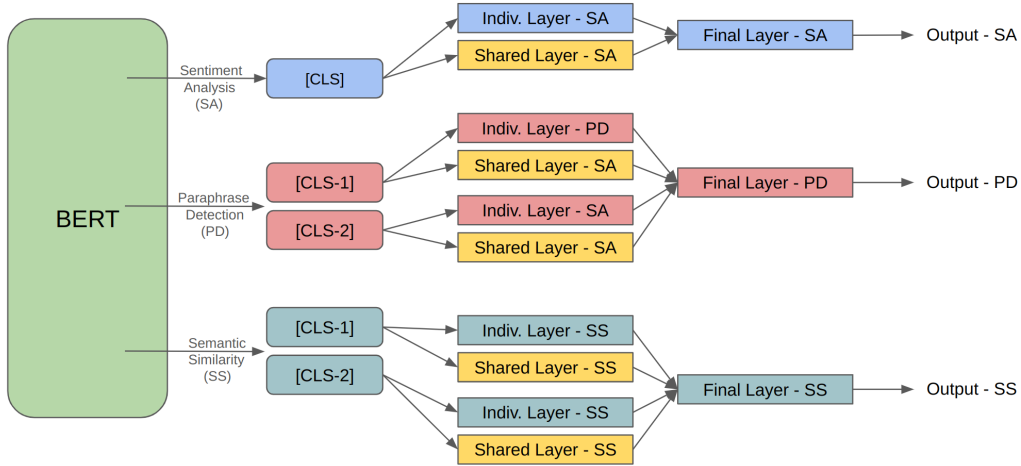 BERT
Sentiment
Analysis
(SA)
[CLS]
Indiv. Layer - SA
Shared Layer - SA
Final Layer - SA
Output - SA
Paraphrase
Detection
(PD)
[CLS-1]
[CLS-2]
Indiv. Layer - PD
Shared Layer - SA
Indiv. Layer - SA
Shared Layer - SA
Final Layer - PD
Output - PD
Semantic
Similarity
(SS)
[CLS-1]
[CLS-2]
Indiv. Layer - SS
Shared Layer - SS
Indiv. Layer - SS
Shared Layer - SS
Final Layer - SS
Output - SS